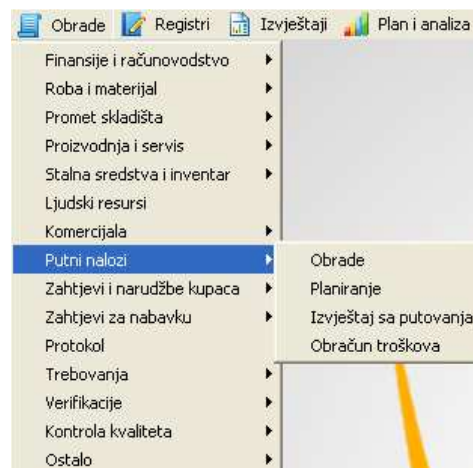 Obrade Registri Izvještaji Plan i analiza
Finansije i računovodstvo
Roba i materijal
Promet skladišta
Proizvodnja i servis
Stalna sredstva i inventar
Ljudski resursi
Komercijala
Putni nalozi
Obrade
Zahtjevi i narudžbe kupaca
Planiranje
Zahtjevi za nabavku
Izvještaj sa putovanja
Protokol
Obračun troškova
Trebovanja
Verifikacije
Kontrola kvaliteta
Ostalo